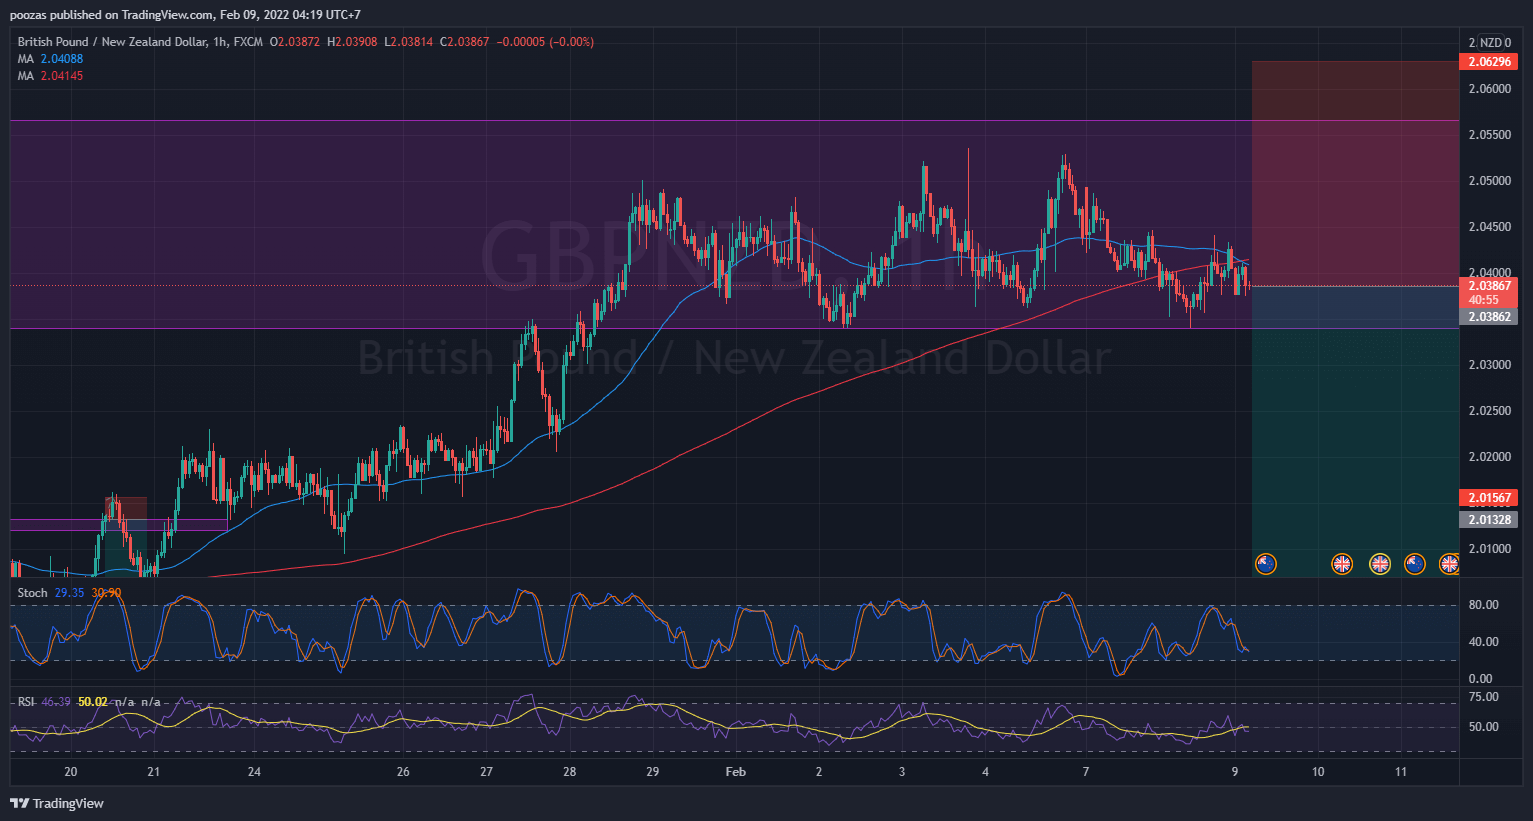 poozas published on TradingView.com, Feb 09, 2022 04:19 UTC+7
British Pound / New Zealand Dollar, 1h, FXCM O2.03872 H2.03908 L2.03814 C2.03867 −0.00005 (−0.00%)
MA 2.04088
MA 2.04145
NZD
2.06296
2.06000
2.05500
2.05000
2.04500
2.04000
2.03867
40:55
2.03862
2.03000
2.02500
2.02000
2.01567
2.01328
2.01000
GBPNZD, 1h
British Pound / New Zealand Dollar
Stoch 29.35 30.90
80.00
40.00
0.00
RSI 46.39 50.02 n/a n/a
75.00
50.00
20 21 24 26 27 28 29 Feb 2 3 4 7 9 10 11
TradingView